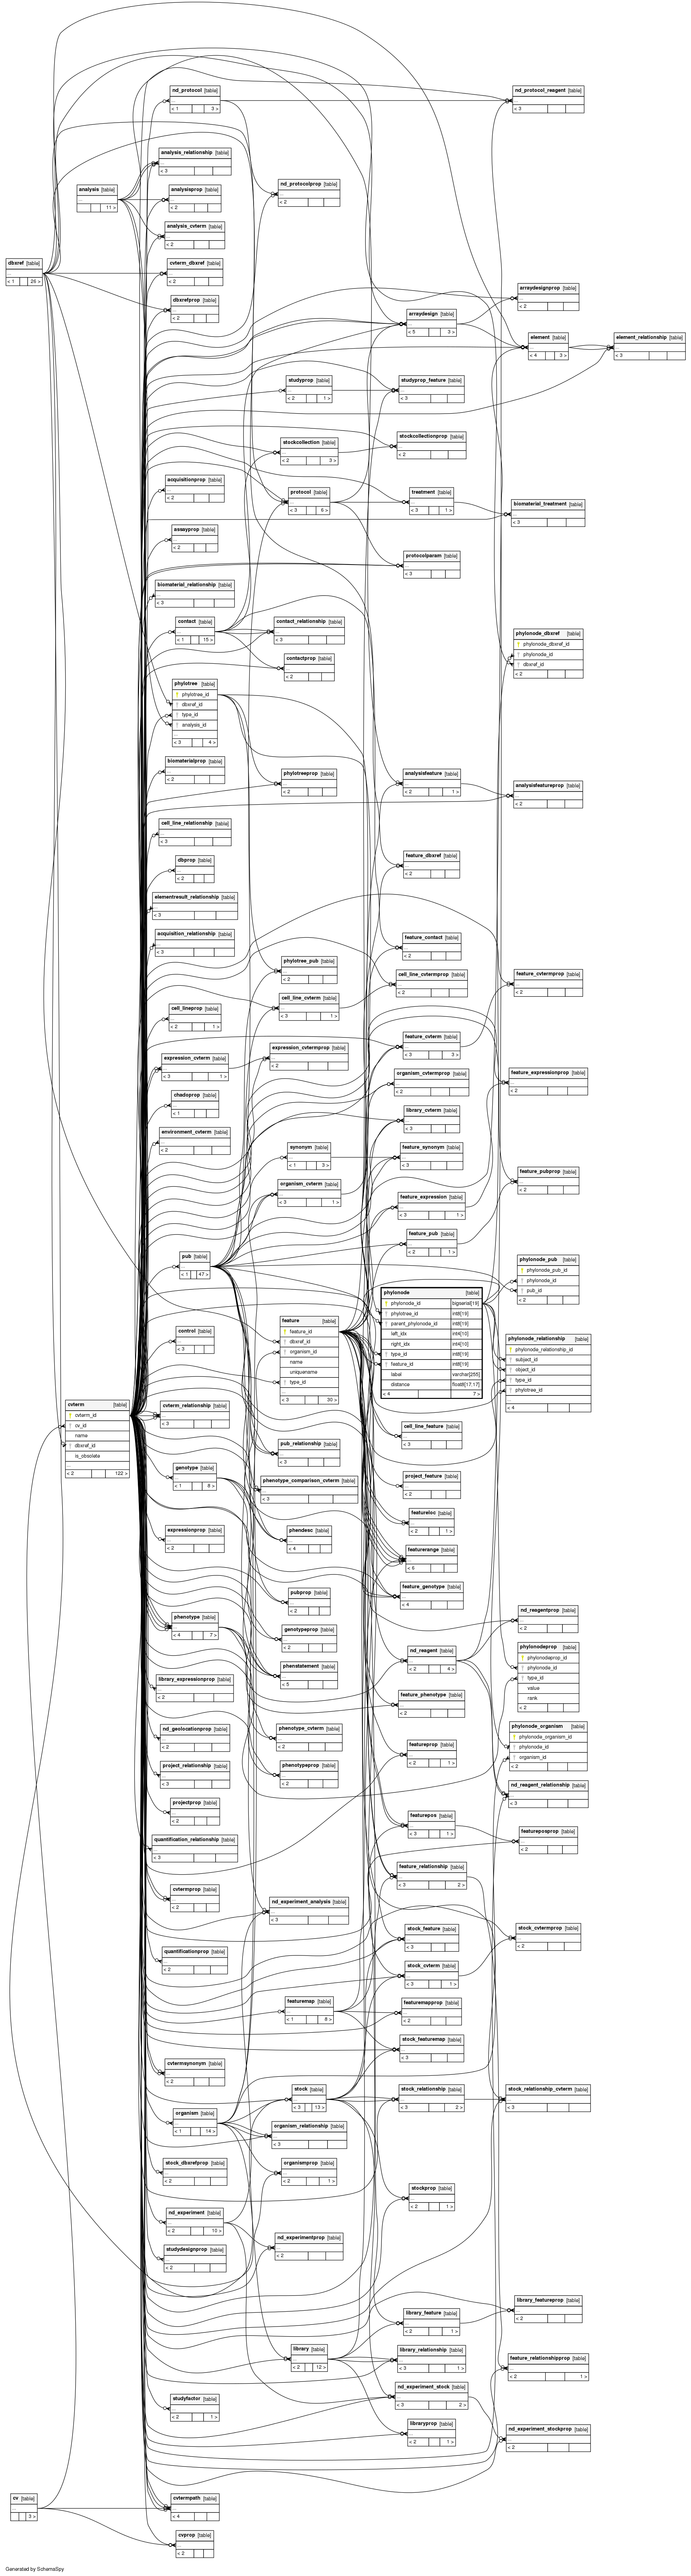 dbxref [table]
...
< 1 26 >
cv [table]
...
3 >
analysis [table]
...
11 >
cvterm [table]
cvterm_id
cv_id
name
dbxref_id
is_obsolete
...
< 2 122 >
nd_protocol [table]
...
< 1 3 >
analysis_relationship [table]
...
< 3
analysisprop [table]
...
< 2
analysis_cvterm [table]
...
< 2
cvterm_dbxref [table]
...
< 2
dbxrefprop [table]
...
< 2
acquisitionprop [table]
...
< 2
assayprop [table]
...
< 2
biomaterial_relationship [table]
...
< 3
contact [table]
...
< 1 15 >
phylotree [table]
phylotree_id
dbxref_id
type_id
analysis_id
...
< 3 4 >
biomaterialprop [table]
...
< 2
cell_line_relationship [table]
...
< 3
dbprop [table]
...
< 2
elementresult_relationship [table]
...
< 3
acquisition_relationship [table]
...
< 3
cell_lineprop [table]
...
< 2 1 >
expression_cvterm [table]
...
< 3 1 >
chadoprop [table]
...
< 1
environment_cvterm [table]
...
< 2
pub [table]
...
< 1 47 >
control [table]
...
< 3
cvterm_relationship [table]
...
< 3
genotype [table]
...
< 1 8 >
expressionprop [table]
...
< 2
phenotype [table]
...
< 4 7 >
library_expressionprop [table]
...
< 2
nd_geolocationprop [table]
...
< 2
project_relationship [table]
...
< 3
projectprop [table]
...
< 2
quantification_relationship [table]
...
< 3
cvtermprop [table]
...
< 2
quantificationprop [table]
...
< 2
cvtermsynonym [table]
...
< 2
organism [table]
...
< 1 14 >
stock_dbxrefprop [table]
...
< 2
nd_experiment [table]
...
< 2 10 >
studydesignprop [table]
...
< 2
studyfactor [table]
...
< 2 1 >
cvtermpath [table]
...
< 4
cvprop [table]
...
< 2
nd_protocolprop [table]
...
< 2
studyprop [table]
...
< 2 1 >
stockcollection [table]
...
< 2 3 >
protocol [table]
...
< 3 6 >
contact_relationship [table]
...
< 3
contactprop [table]
...
< 2
phylotreeprop [table]
...
< 2
phylotree_pub [table]
...
< 2
cell_line_cvterm [table]
...
< 3 1 >
expression_cvtermprop [table]
...
< 2
synonym [table]
...
< 1 3 >
organism_cvterm [table]
...
< 3 1 >
feature [table]
feature_id
dbxref_id
organism_id
name
uniquename
type_id
...
< 3 30 >
pub_relationship [table]
...
< 3
phenotype_comparison_cvterm [table]
...
< 3
phendesc [table]
...
< 4
pubprop [table]
...
< 2
genotypeprop [table]
...
< 2
phenstatement [table]
...
< 5
phenotype_cvterm [table]
...
< 2
phenotypeprop [table]
...
< 2
nd_experiment_analysis [table]
...
< 3
featuremap [table]
...
< 1 8 >
stock [table]
...
< 3 13 >
organism_relationship [table]
...
< 3
organismprop [table]
...
< 2 1 >
nd_experimentprop [table]
...
< 2
library [table]
...
< 2 12 >
arraydesign [table]
...
< 5 3 >
studyprop_feature [table]
...
< 3
stockcollectionprop [table]
...
< 2
treatment [table]
...
< 3 1 >
protocolparam [table]
...
< 3
analysisfeature [table]
...
< 2 1 >
feature_dbxref [table]
...
< 2
feature_contact [table]
...
< 2
cell_line_cvtermprop [table]
...
< 2
feature_cvterm [table]
...
< 3 3 >
organism_cvtermprop [table]
...
< 2
library_cvterm [table]
...
< 3
feature_synonym [table]
...
< 3
feature_expression [table]
...
< 3 1 >
feature_pub [table]
...
< 2 1 >
phylonode [table]
phylonode_id bigserial[19]
phylotree_id int8[19]
parent_phylonode_id int8[19]
left_idx int4[10]
right_idx int4[10]
type_id int8[19]
feature_id int8[19]
label varchar[255]
distance float8[17,17]
< 4 7 >
cell_line_feature [table]
...
< 3
project_feature [table]
...
< 2
featureloc [table]
...
< 2 1 >
featurerange [table]
...
< 6
feature_genotype [table]
...
< 4
nd_reagent [table]
...
< 2 4 >
feature_phenotype [table]
...
< 2
featureprop [table]
...
< 2 1 >
featurepos [table]
...
< 3 1 >
feature_relationship [table]
...
< 3 2 >
stock_feature [table]
...
< 3
stock_cvterm [table]
...
< 3 1 >
featuremapprop [table]
...
< 2
stock_featuremap [table]
...
< 3
stock_relationship [table]
...
< 3 2 >
stockprop [table]
...
< 2 1 >
library_feature [table]
...
< 2 1 >
library_relationship [table]
...
< 3 1 >
nd_experiment_stock [table]
...
< 3 2 >
libraryprop [table]
...
< 2 1 >
nd_protocol_reagent [table]
...
< 3
arraydesignprop [table]
...
< 2
element [table]
...
< 4 3 >
element_relationship [table]
...
< 3
biomaterial_treatment [table]
...
< 3
phylonode_dbxref [table]
phylonode_dbxref_id
phylonode_id
dbxref_id
< 2
analysisfeatureprop [table]
...
< 2
feature_cvtermprop [table]
...
< 2
feature_expressionprop [table]
...
< 2
feature_pubprop [table]
...
< 2
phylonode_pub [table]
phylonode_pub_id
phylonode_id
pub_id
< 2
phylonode_relationship [table]
phylonode_relationship_id
subject_id
object_id
type_id
phylotree_id
...
< 4
nd_reagentprop [table]
...
< 2
phylonodeprop [table]
phylonodeprop_id
phylonode_id
type_id
value
rank
< 2
phylonode_organism [table]
phylonode_organism_id
phylonode_id
organism_id
< 2
nd_reagent_relationship [table]
...
< 3
featureposprop [table]
...
< 2
stock_cvtermprop [table]
...
< 2
stock_relationship_cvterm [table]
...
< 3
library_featureprop [table]
...
< 2
feature_relationshipprop [table]
...
< 2 1 >
nd_experiment_stockprop [table]
...
< 2
Generated by SchemaSpy